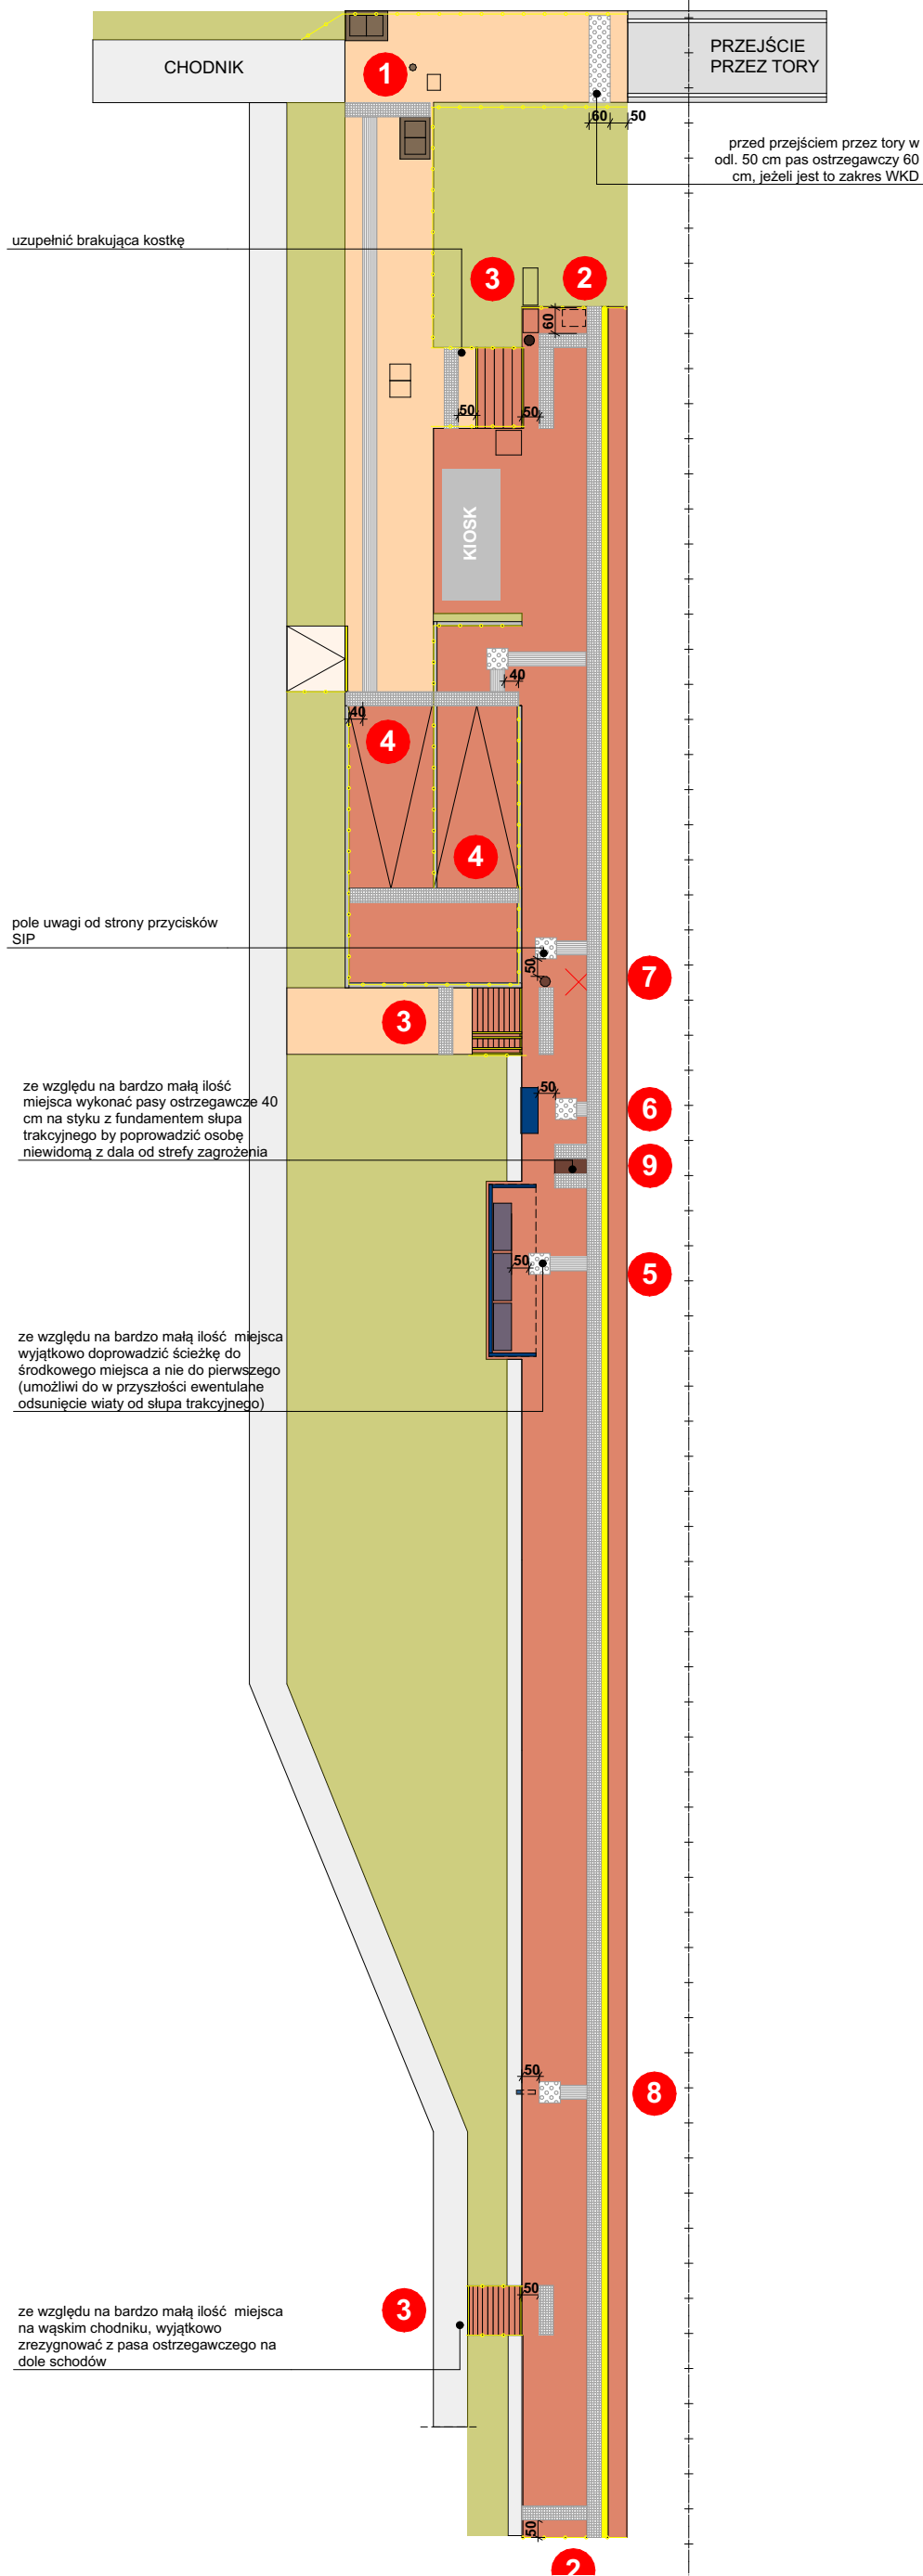 CHODNIK
1
PRZEJŚCIE
PRZEZ TORY
60
50
przed przejściem przez tory w
odl. 50 cm pas ostrzegawczy 60
cm, jeżeli jest to zakres WKD
uzupełnić brakująca kostkę
3
2
60
50
50
KIOSK
40
40
4
4
pole uwagi od strony przycisków
SIP
50
7
3
ze względu na bardzo małą ilość
miejsca wykonać pasy ostrzegawcze 40
cm na styku z fundamentem słupa
trakcyjnego by poprowadzić osobę
niewidomą z dala od strefy zagrożenia
50
6
9
50
5
ze względu na bardzo małą ilość  miejsca
wyjątkowo doprowadzić ścieżkę do
środkowego miejsca a nie do pierwszego
(umożliwi do w przyszłości ewentulane
odsunięcie wiaty od słupa trakcyjnego)
50
8
50
3
ze względu na bardzo małą ilość  miejsca
na wąskim chodniku, wyjątkowo
zrezygnować z pasa ostrzegawczego na
dole schodów
50
2